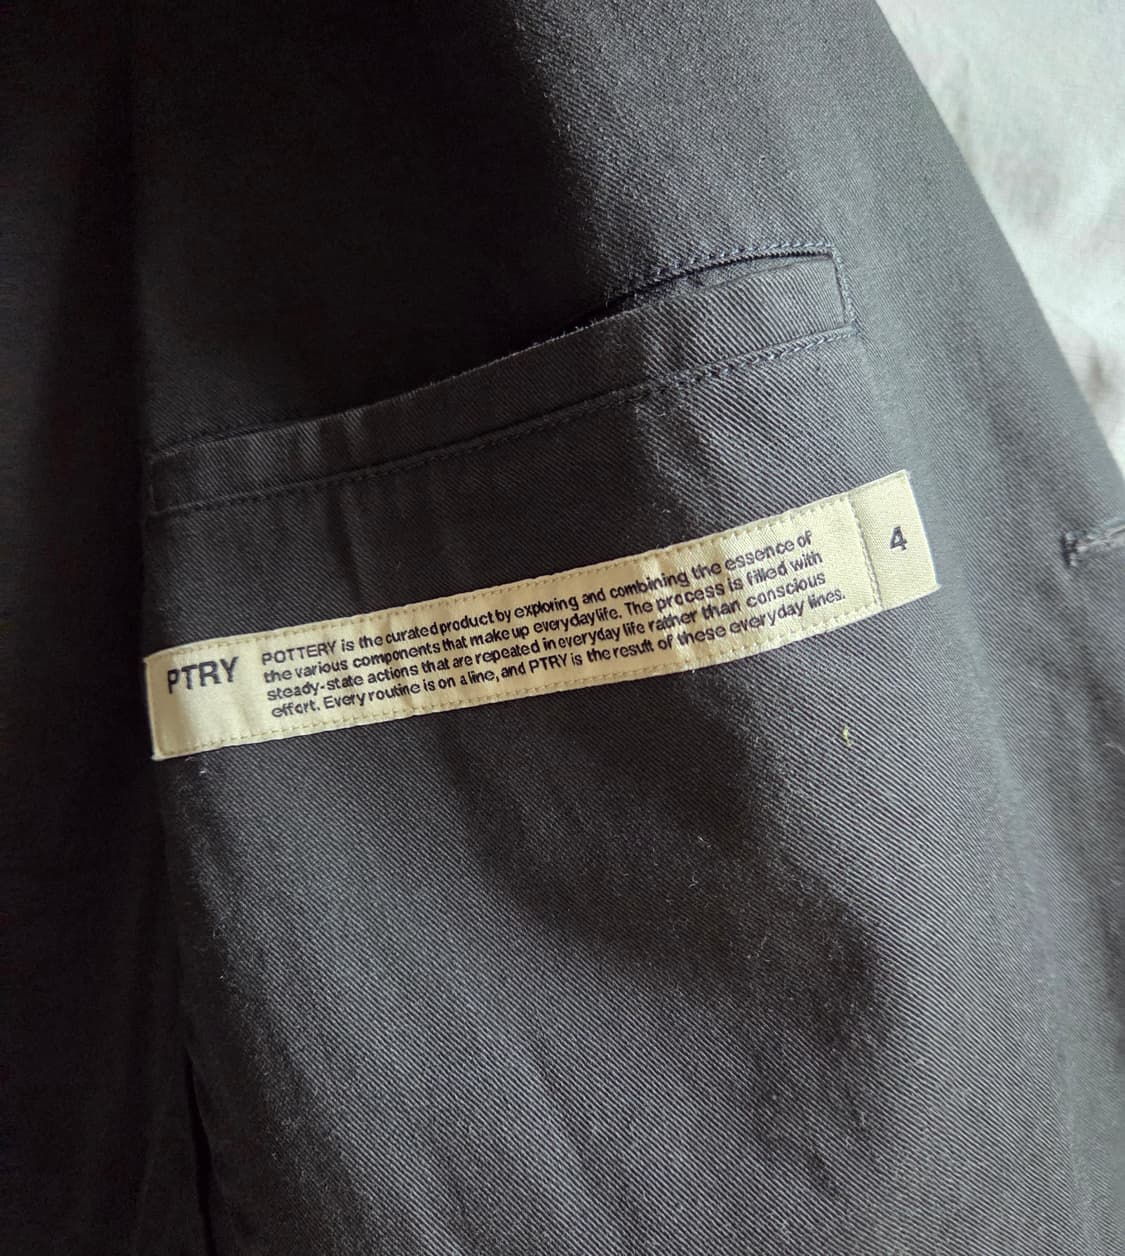 PTRY
POTTERY is the curated product by exploring and combining the essence of
the various components that make up everyday life. The process is filled with
steady-state actions that are repeated in everyday life rather than conscious
effort. Every routine is on a line, and PTRY is the result of these everyday lines.
4